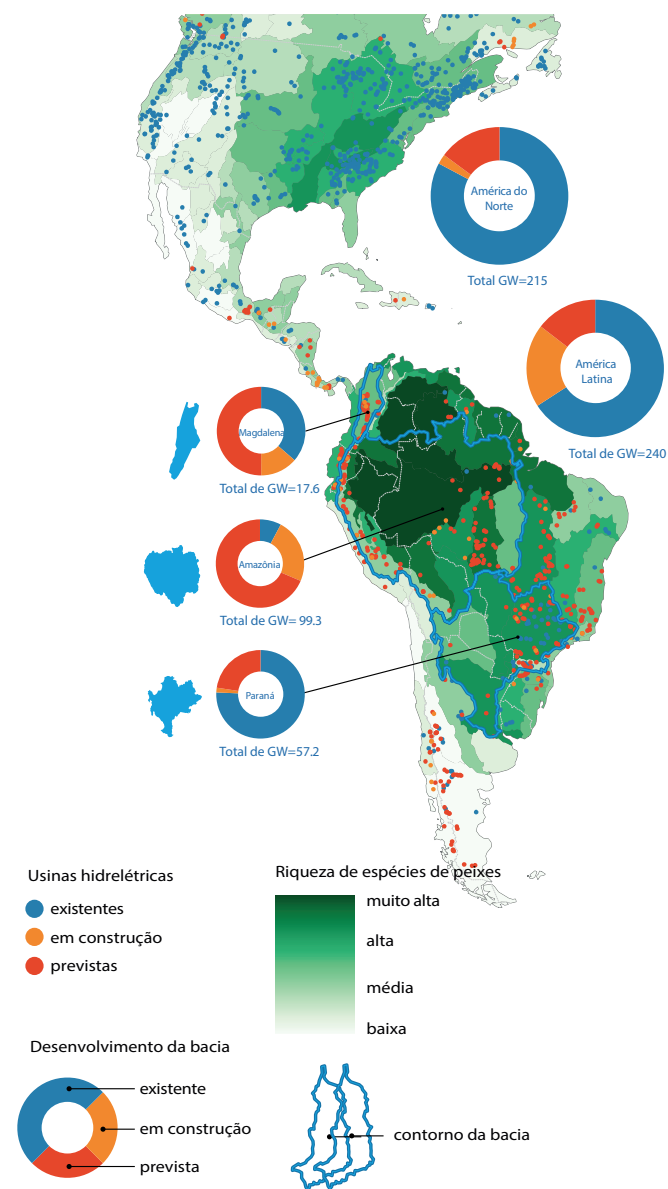 América do
Norte
Total GW=215
América
Latina
Total de GW=240
Magdalena
Total de GW=17.6
Amazônia
Total de GW= 99.3
Paraná
Total de GW=57.2
Usinas hidrelétricas
existentes
em construção
previstas
Riqueza de espécies de peixes
muito alta
alta
média
baixa
Desenvolvimento da bacia
existente
em construção
prevista
contorno da bacia